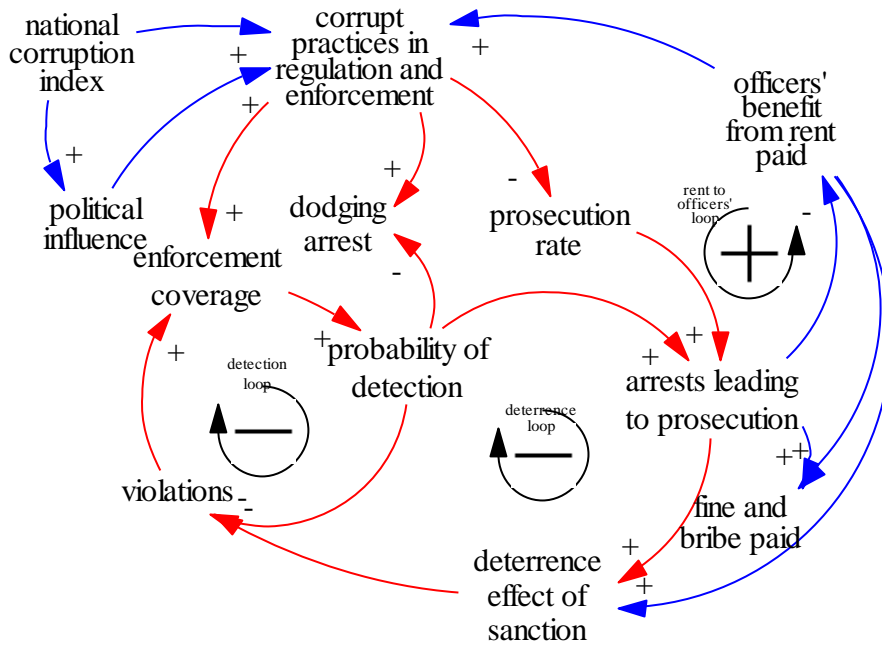 national
corruption
index
corrupt
practices in
regulation and
enforcement
officers'
benefit
from rent
paid
political
influence
dodging
arrest
prosecution
rate
rent to
officers'
loop
enforcement
coverage
probability of
detection
detection
loop
deterrence
loop
arrests leading
to prosecution
violations
fine and
bribe paid
deterrence
effect of
sanction
+
+
+
+
+
+
-
-
-
+
+
+
+
+
+
-
+
+